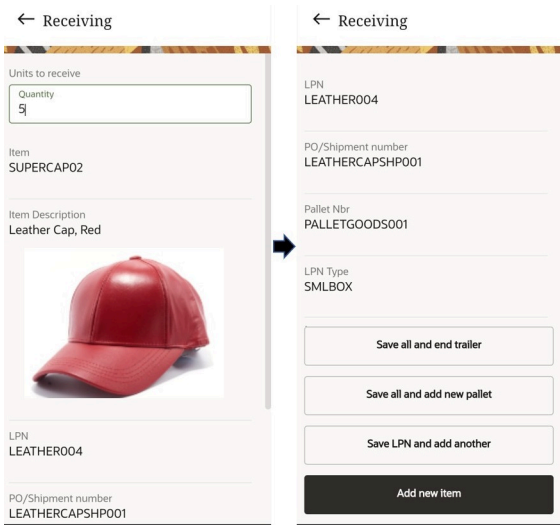 Receiving
Units to receive
Quantity
5
Item
SUPERCAP02
Item Description
Leather Cap, Red
LPN
LEATHER004
PO/Shipment number
LEATHERCAPSHP001
Receiving
LPN
LEATHER004
PO/Shipment number
LEATHERCAPSHP001
Pallet Nbr
PALLETGOODS001
LPN Type
SMLBOX
Save all and end trailer
Save all and add new pallet
Save LPN and add another
Add new item